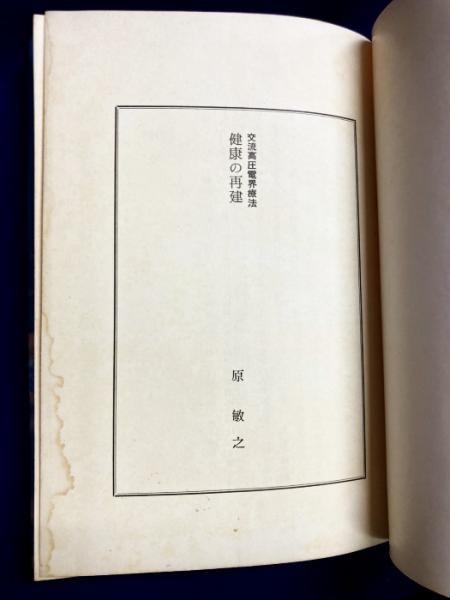 交流高圧電界療法
健康の再建
原敏之